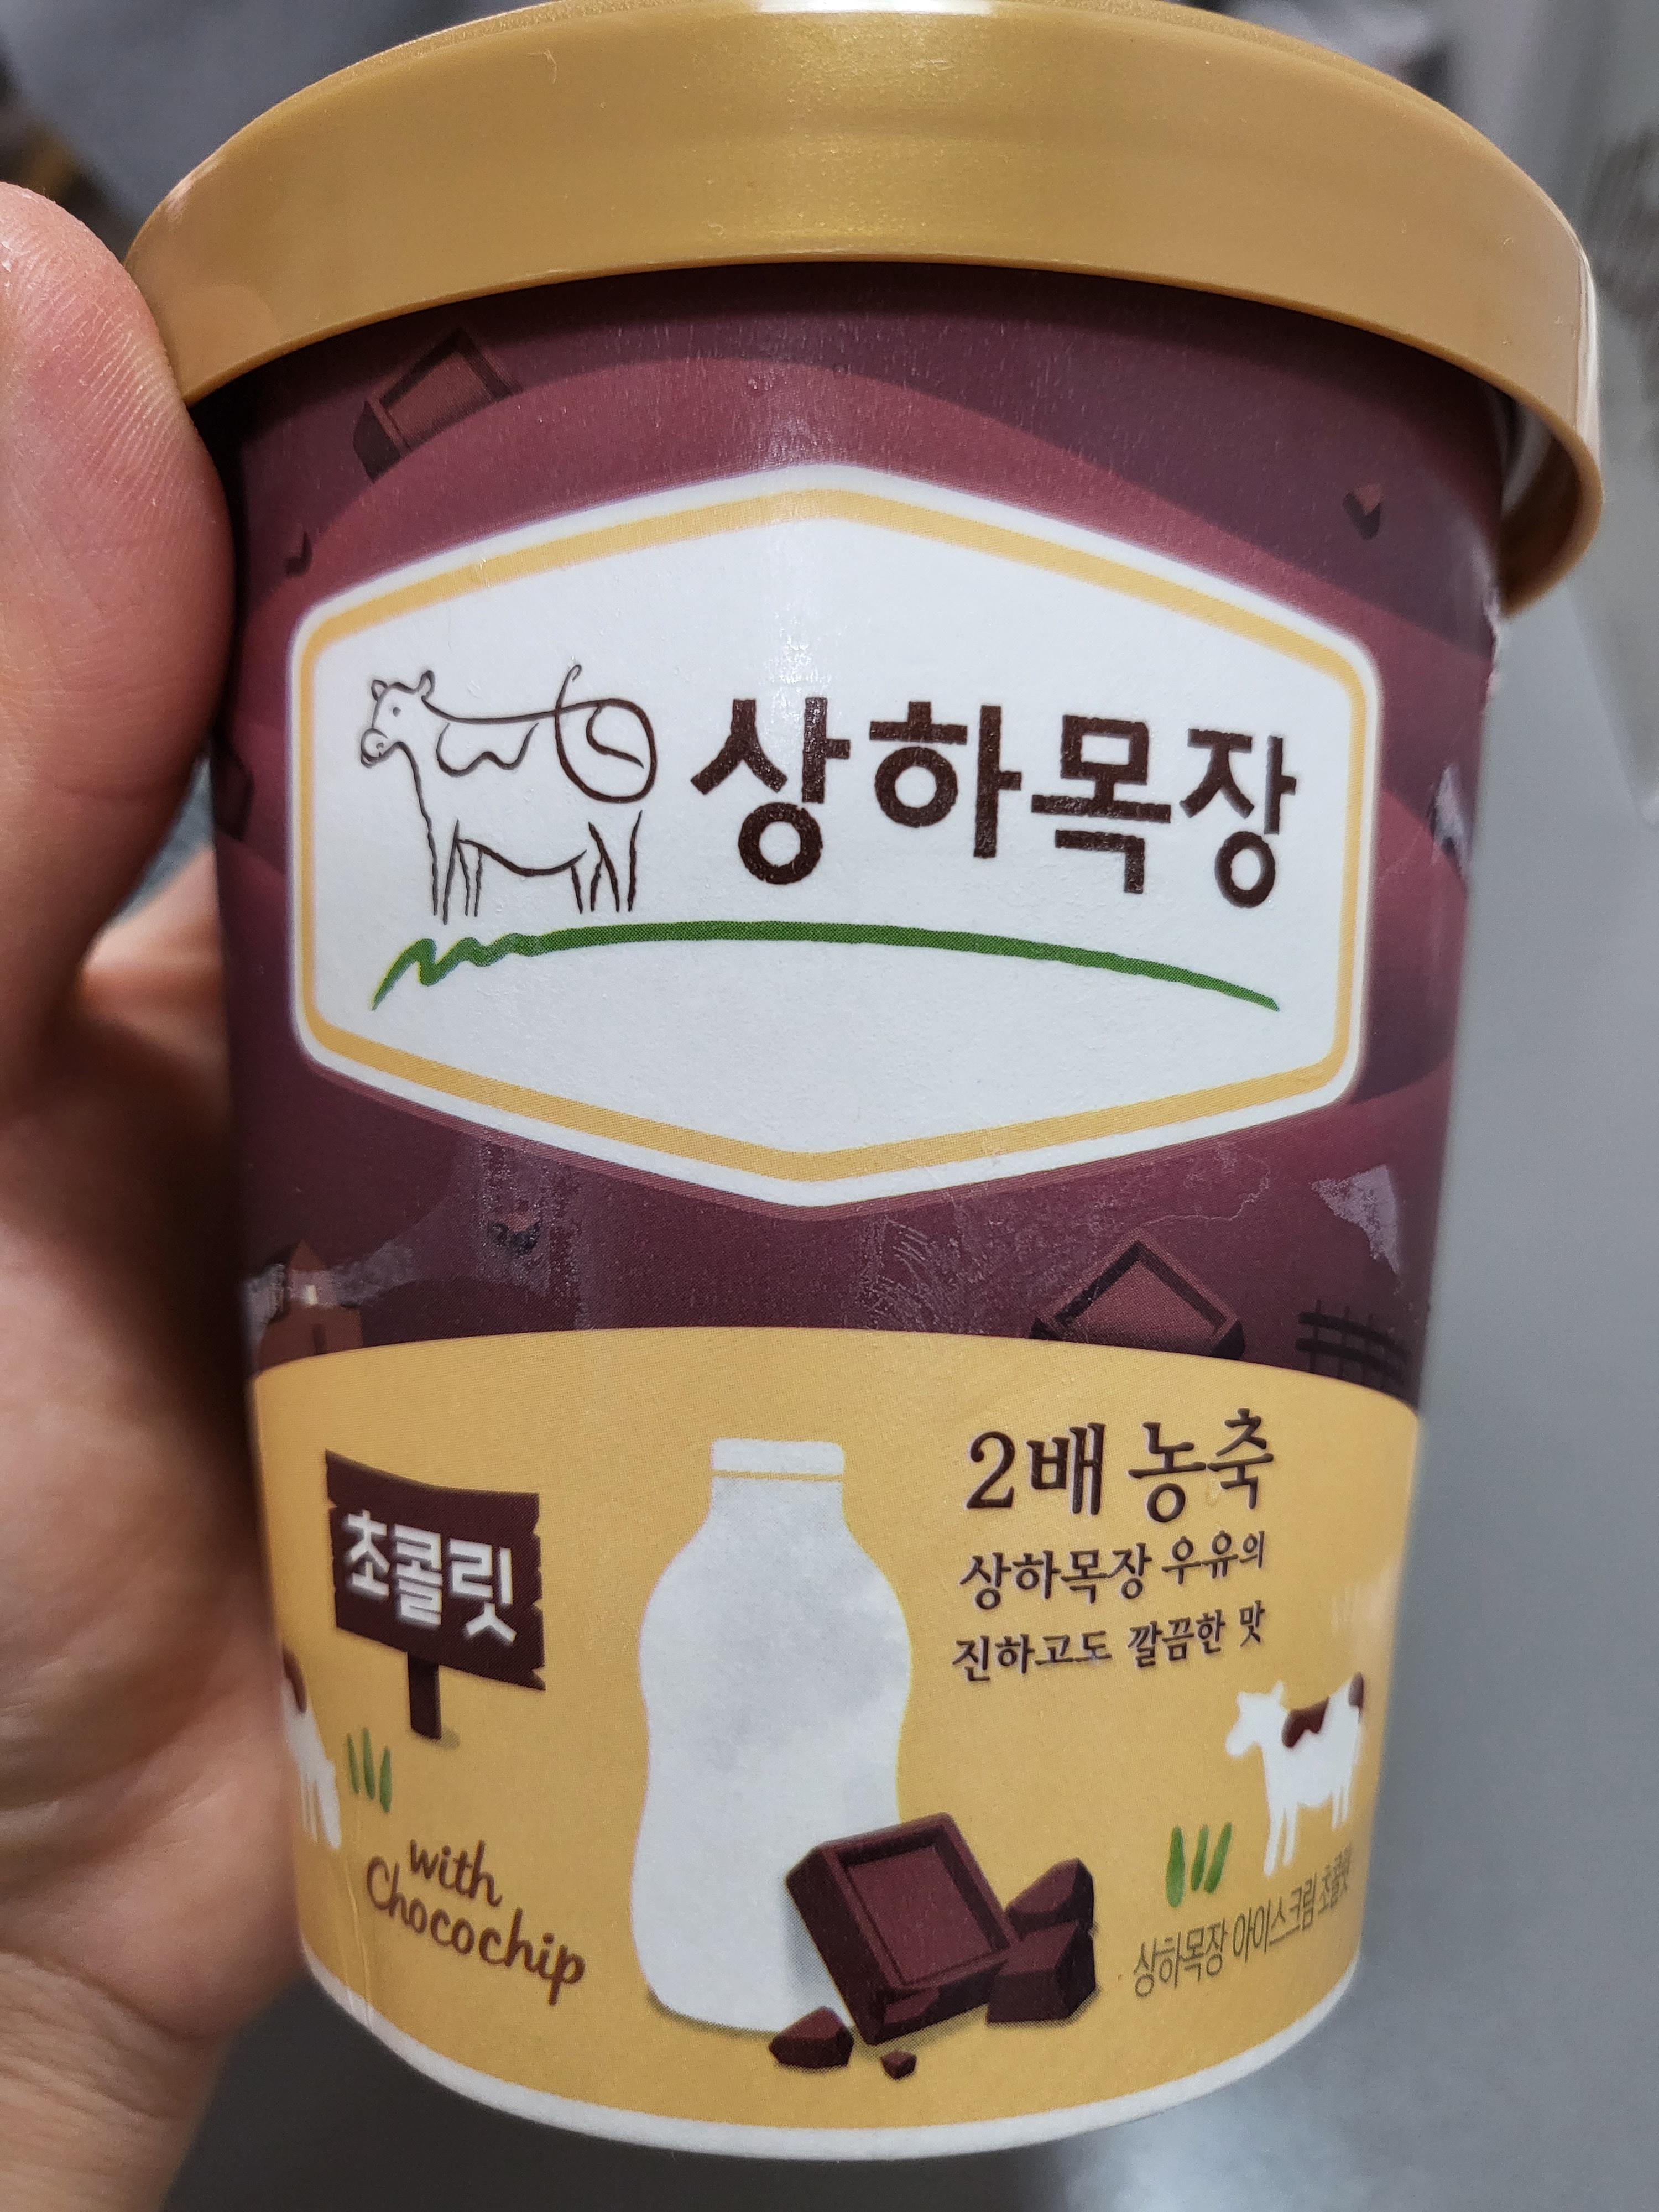 상하목장
2배 농축
상하목장 우유의
진하고도 깔끔한 맛
초콜릿
with
Chocochip
상하목장 아이스크림 초콜릿